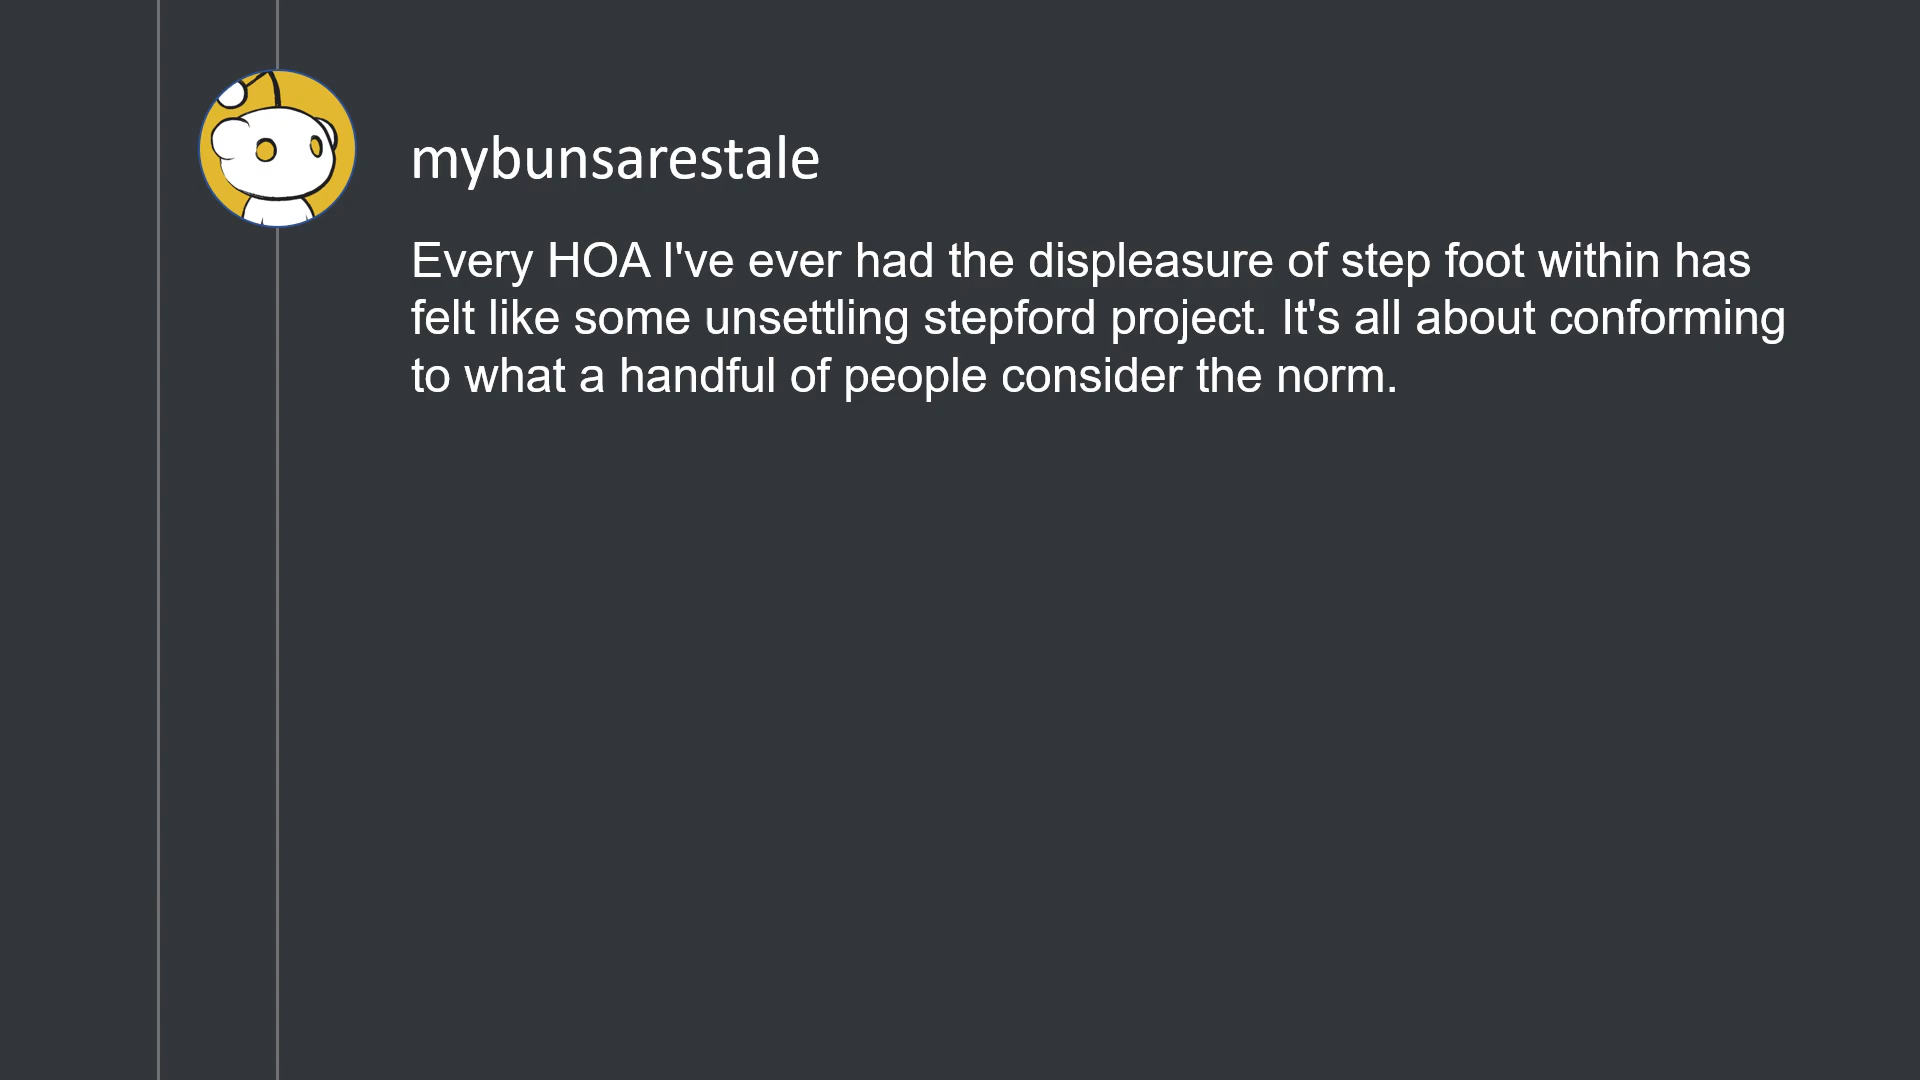 mybunsarestale
Every HOA I've ever had the displeasure of step foot within has
felt like some unsettling stepford project. It's all about conforming
to what a handful of people consider the norm.